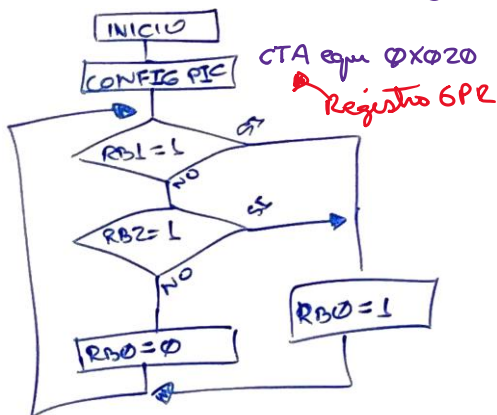 INICIO
CONFIG PIC
CTA equ 0X020
Registro GPR
RB1=1
SI
NO
RB2=1
SI
NO
RB0=0
RB0=1